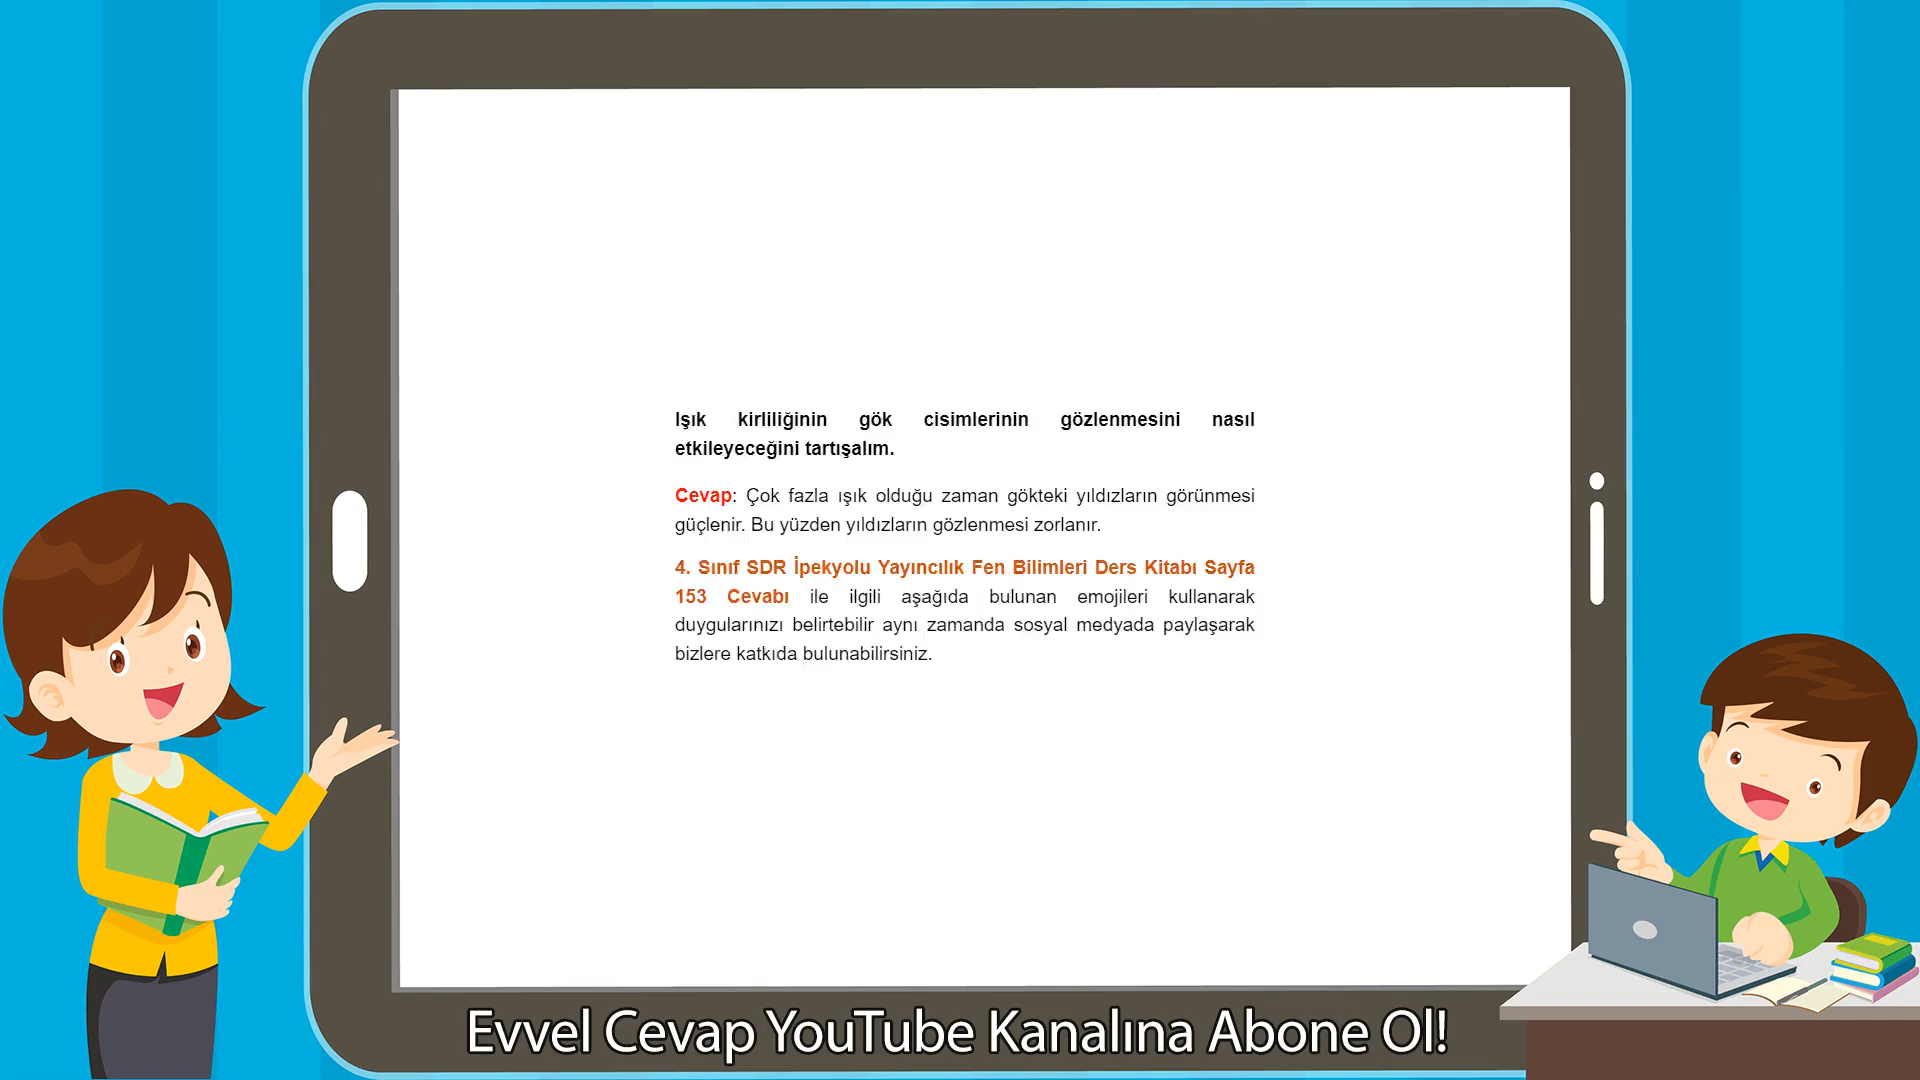 Işık kirliliğinin gök cisimlerinin gözlenmesini nasıl
etkileyeceğini tartışalım.
Cevap: Çok fazla ışık olduğu zaman gökteki yıldızların görünmesi
güçlenir. Bu yüzden yıldızların gözlenmesi zorlanır.
4. Sınıf SDR İpekyolu Yayıncılık Fen Bilimleri Ders Kitabı Sayfa
153 Cevabı ile ilgili aşağıda bulunan emojileri kullanarak
duygularınızı belirtebilir aynı zamanda sosyal medyada paylaşarak
bizlere katkıda bulunabilirsiniz.
Evvel Cevap YouTube Kanalına Abone Ol!